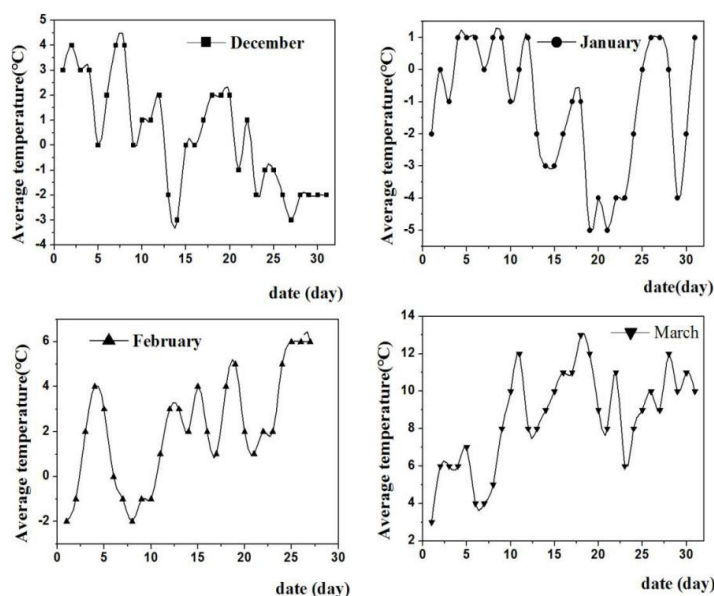 December
Average temperature(°C)
5
4
3
2
1
0
-1
-2
-3
-4
0 5 10 15 20 25 30
date (day)
January
Average temperature(°C)
1
0
-1
-2
-3
-4
-5
0 5 10 15 20 25 30
date(day)
February
Average temperature(°C)
6
4
2
0
-2
0 5 10 15 20 25 30
date (day)
March
Average temperature(°C)
14
12
10
8
6
4
2
0 5 10 15 20 25 30
date (day)